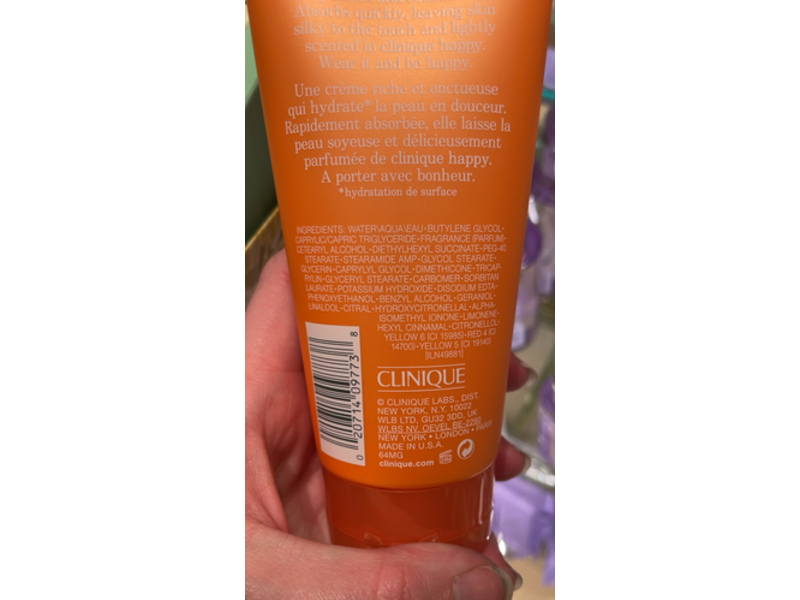 Absorbs quickly, leaving skin
silky to the touch and lightly
scented in clinique happy.
Wear it and be happy.
Une crème riche et onctueuse
qui hydrate* la peau en douceur.
Rapidement absorbée, elle laisse la
peau soyeuse et délicieusement
parfumée de clinique happy.
A porter avec bonheur.
*hydratation de surface
INGREDIENTS: WATER\AQUA\EAU•BUTYLENE GLYCOL•
CAPRYLIC/CAPRIC TRIGLYCERIDE•FRAGRANCE (PARFUM)•
CETEARYL ALCOHOL•DIETHYLHEXYL SUCCINATE•PEG-40
STEARATE•STEARAMIDE AMP•GLYCOL STEARATE•
GLYCERIN•CAPRYLYL GLYCOL•DIMETHICONE•TRICAP-
RYLIN•GLYCERYL STEARATE•CARBOMER•SORBITAN
LAURATE•POTASSIUM HYDROXIDE•DISODIUM EDTA•
PHENOXYETHANOL•BENZYL ALCOHOL•GERANIOL•
LINALOOL•CITRAL•HYDROXYCITRONELLAL•ALPHA-
ISOMETHYL IONONE•LIMONENE•
HEXYL CINNAMAL•CITRONELLOL•
YELLOW 6 (CI 15985)•RED 4 (CI
14700)•YELLOW 5 (CI 19140)
[ILN49881]
0 20714 09773 8
CLINIQUE
© CLINIQUE LABS., DIST.
NEW YORK, N.Y. 10022
WLB LTD, GU32 3DD, UK
WLBS NV. OEVEL BE-2260
NEW YORK • LONDON • PARIS
MADE IN U.S.A.
64MG
clinique.com